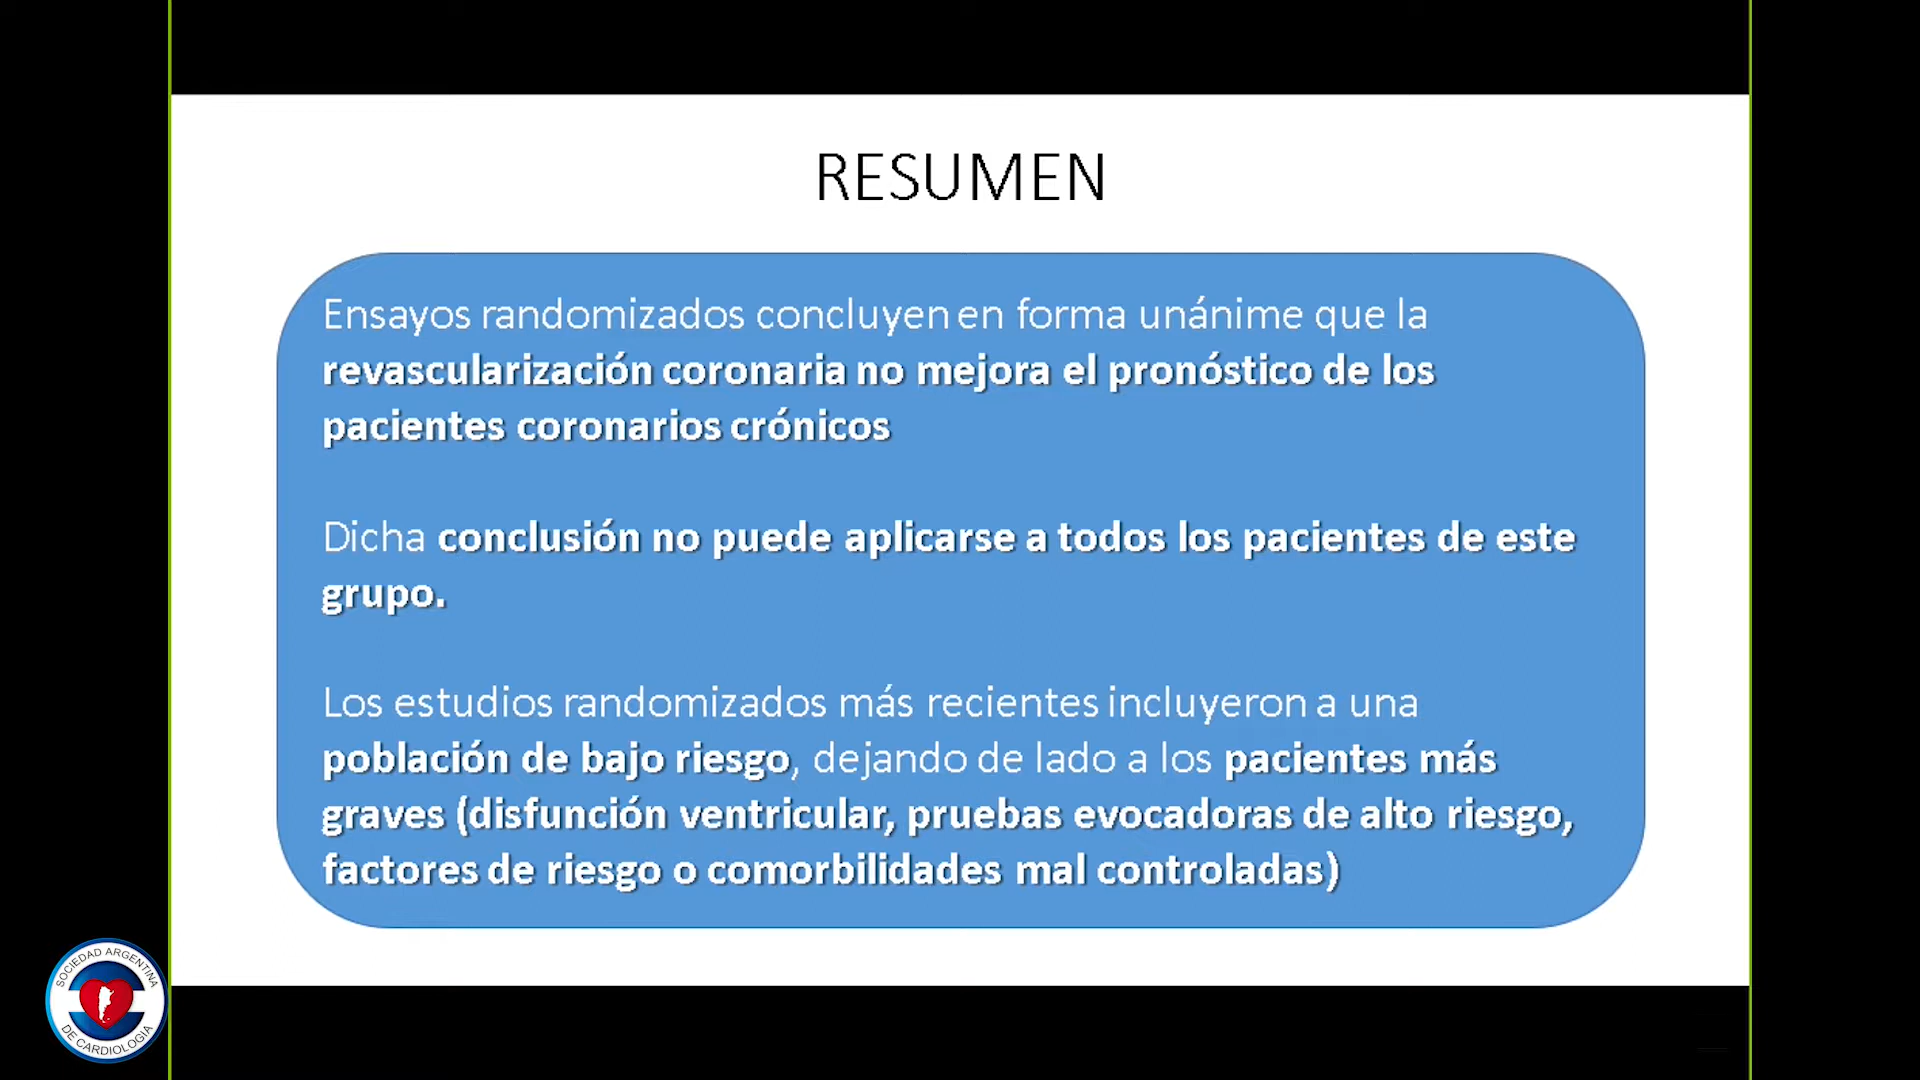 RESUMEN
Ensayos randomizados concluyen en forma unánime que la
revascularización coronaria no mejora el pronóstico de los
pacientes coronarios crónicos
Dicha conclusión no puede aplicarse a todos los pacientes de este
grupo.
Los estudios randomizados más recientes incluyeron a una
población de bajo riesgo, dejando de lado a los pacientes más
graves (disfunción ventricular, pruebas evocadoras de alto riesgo,
factores de riesgo o comorbilidades mal controladas)
SOCIEDAD ARGENTINA
DE CARDIOLOGIA